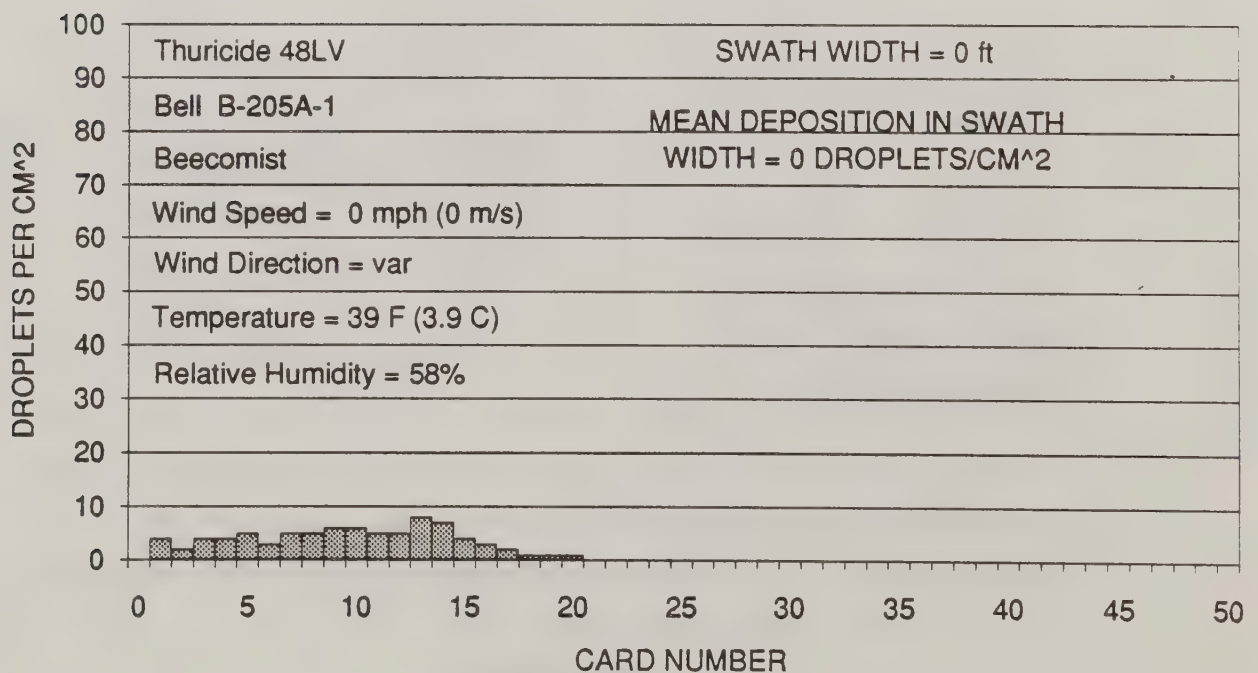 100
90
80
70
60
50
40
30
20
10
0
DROPLETS PER CM^2
Thuricide 48LV
SWATH WIDTH = 0 ft
Bell B-205A-1
MEAN DEPOSITION IN SWATH
Beecomist
WIDTH = 0 DROPLETS/CM^2
Wind Speed = 0 mph (0 m/s)
Wind Direction = var
Temperature = 39 F (3.9 C)
Relative Humidity = 58%
0 5 10 15 20 25 30 35 40 45 50
CARD NUMBER